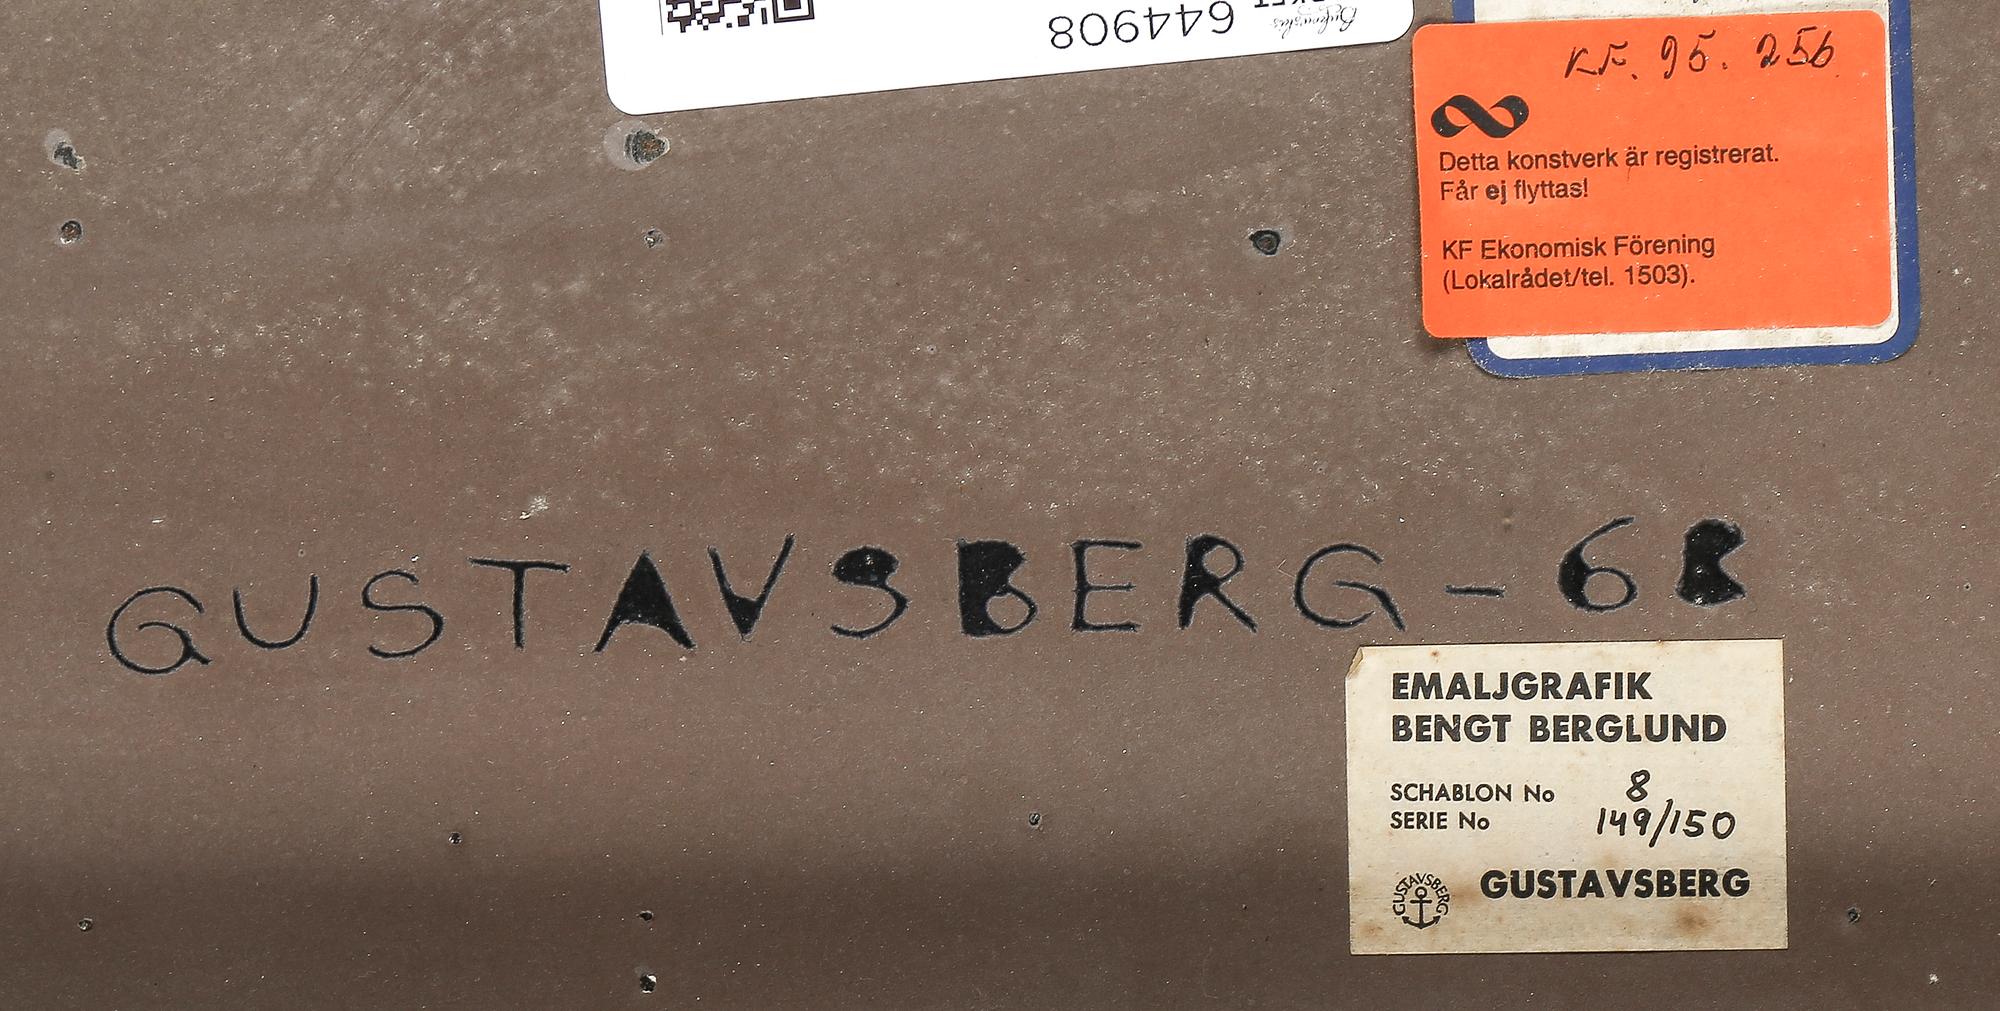 644908
KF. 95. 256
Detta konstverk är registrerat.
Får ej flyttas!
KF Ekonomisk Förening
(Lokalrådet/tel. 1503).
GUSTAVSBERG - 68
EMALJGRAFIK
BENGT BERGLUND
SCHABLON No 8
SERIE No 149/150
GUSTAVSBERG
GUSTAVSBERG